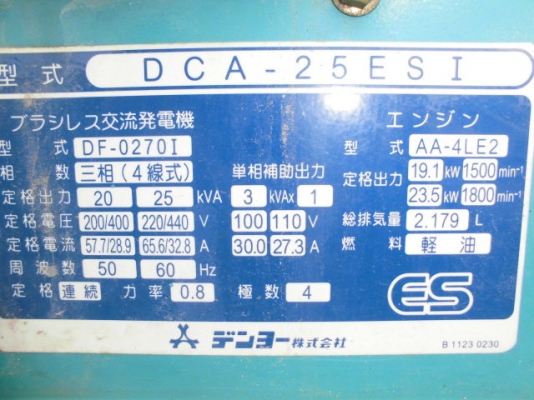 型式 DCA-25ESI
ブラシレス交流発電機
型式 DF-0270I
相数 三相(4線式) 単相補助出力
定格出力 20 25 kVA 3 kVA×1
定格電圧 200/400 220/440 V 100 110 V
定格電流 57.7/28.9 65.6/32.8 A 30.0 27.3 A
周波数 50 60 Hz
定格 連続 力率 0.8 極数 4
エンジン
型式 AA-4LE2
定格出力 19.1 kW 1500 min⁻¹
23.5 kW 1800 min⁻¹
総排気量 2.179 L
燃料 軽油
ES
デンヨー株式会社
B 1123 0230